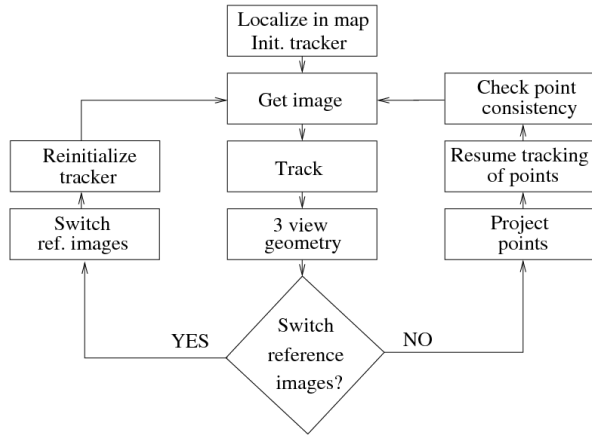 Localize in map
Init. tracker
Get image
Check point
consistency
Reinitialize
tracker
Track
Resume tracking
of points
Switch
ref. images
3 view
geometry
Project
points
YES
Switch
reference
images?
NO